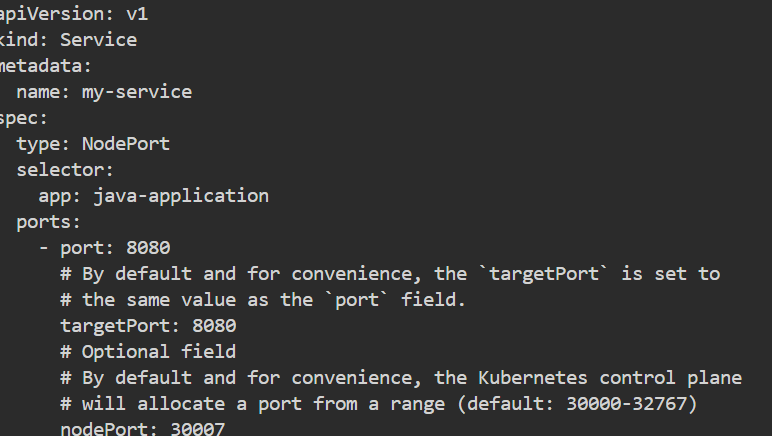 apiVersion: v1
kind: Service
metadata:
  name: my-service
spec:
  type: NodePort
  selector:
    app: java-application
  ports:
    - port: 8080
      # By default and for convenience, the `targetPort` is set to
      # the same value as the `port` field.
      targetPort: 8080
      # Optional field
      # By default and for convenience, the Kubernetes control plane
      # will allocate a port from a range (default: 30000-32767)
      nodePort: 30007